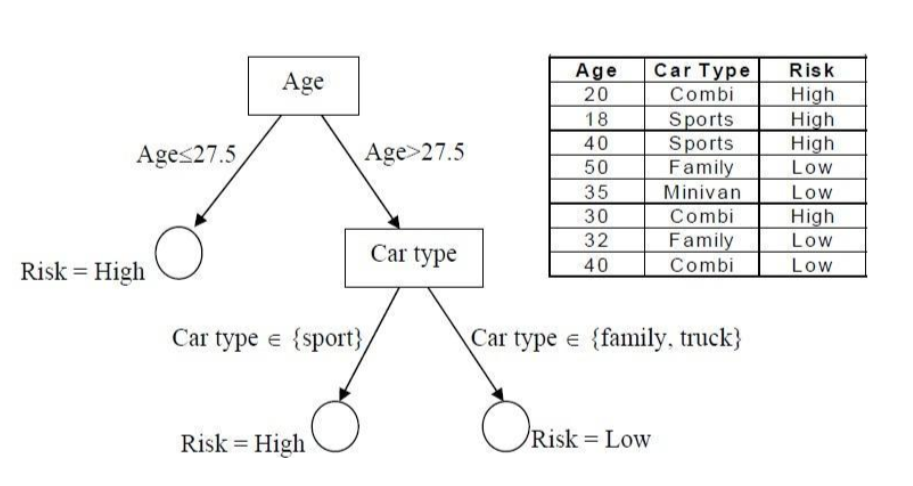 Age
Age≤27.5
Age>27.5
Risk = High
Car type
Car type ∈ {sport}
Car type ∈ {family, truck}
Risk = High
Risk = Low
Age Car Type Risk
20 Combi High
18 Sports High
40 Sports High
50 Family Low
35 Minivan Low
30 Combi High
32 Family Low
40 Combi Low